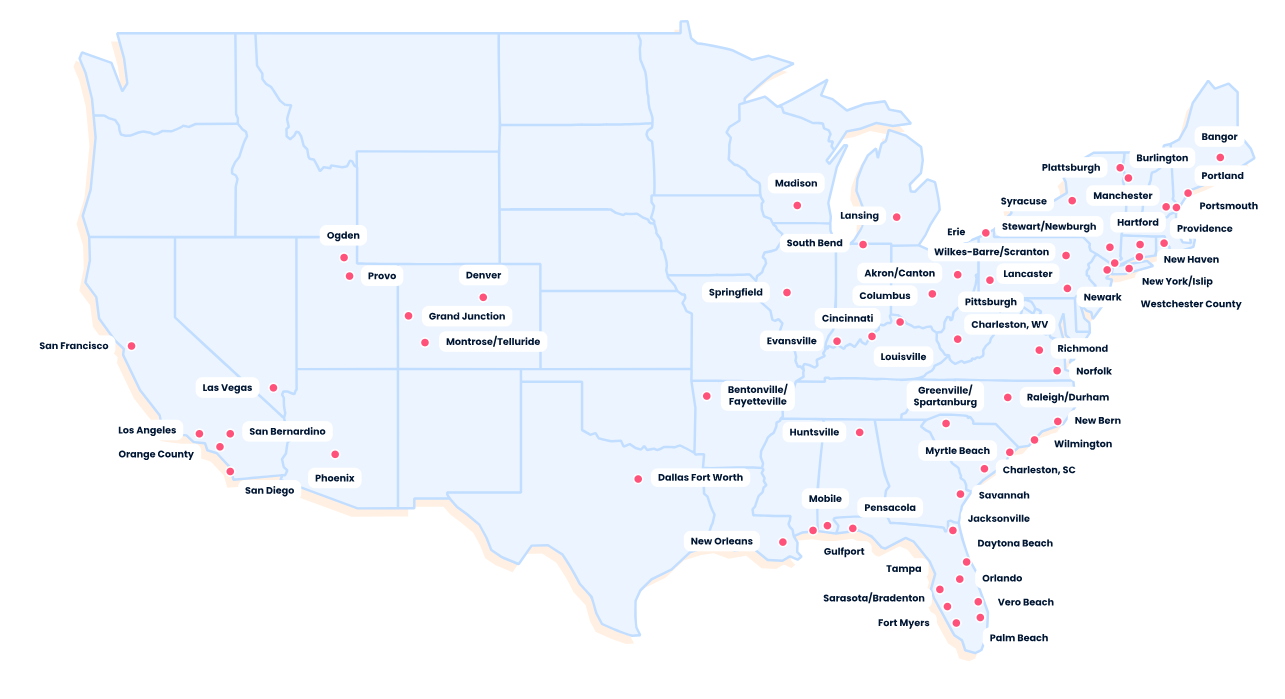 Bangor
Burlington
Plattsburgh
Portland
Madison
Manchester
Syracuse
Portsmouth
Lansing
Hartford
Stewart/Newburgh
Providence
Erie
Ogden
South Bend
Wilkes-Barre/Scranton
New Haven
Akron/Canton
Lancaster
Provo
Denver
New York/Islip
Springfield
Columbus
Newark
Pittsburgh
Westchester County
Grand Junction
Cincinnati
Charleston, WV
Evansville
Montrose/Telluride
San Francisco
Richmond
Louisville
Norfolk
Las Vegas
Bentonville/
Fayetteville
Greenville/
Spartanburg
Raleigh/Durham
New Bern
Los Angeles
San Bernardino
Huntsville
Wilmington
Orange County
Myrtle Beach
Phoenix
Dallas Fort Worth
Charleston, SC
San Diego
Savannah
Mobile
Pensacola
Jacksonville
New Orleans
Daytona Beach
Gulfport
Tampa
Orlando
Sarasota/Bradenton
Vero Beach
Fort Myers
Palm Beach